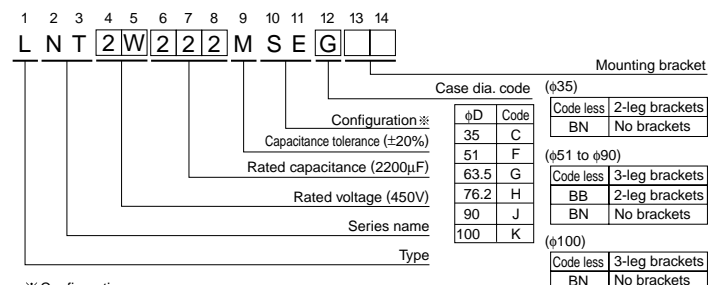 1 2 3 4 5 6 7 8 9 10 11 12 13 14
L N T 2 W 2 2 2 M S E G
Mounting bracket
Case dia. code
φD Code
35 C
51 F
63.5 G
76.2 H
90 J
100 K
(φ35)
Code less 2-leg brackets
BN No brackets
(φ51 to φ90)
Code less 3-leg brackets
BB 2-leg brackets
BN No brackets
(φ100)
Code less 3-leg brackets
BN No brackets
Configuration※
Capacitance tolerance (±20%)
Rated capacitance (2200μF)
Rated voltage (450V)
Series name
Type